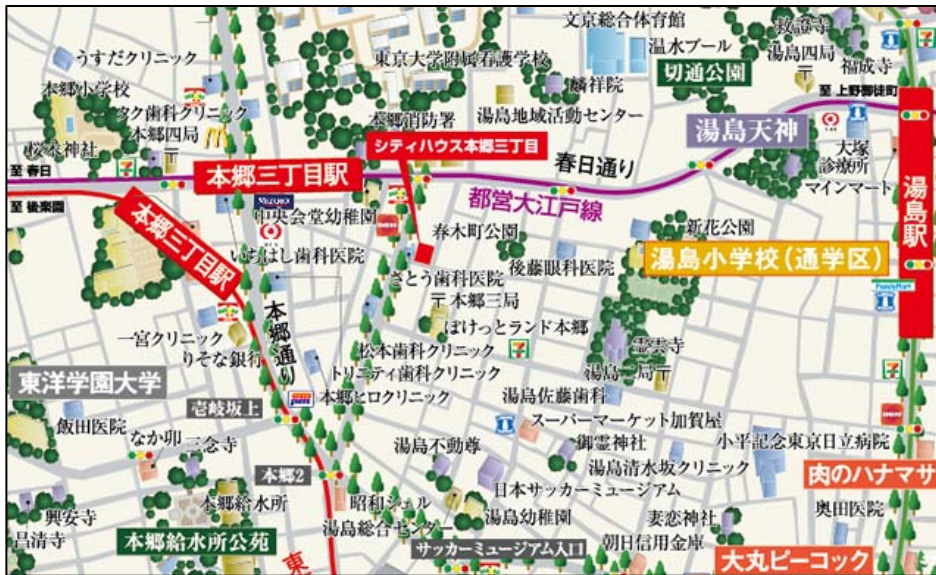 文京総合体育館
温水プール
切通公園
救護寺
湯島四局
福成寺
至 上野御徒町
うすだクリニック
東京大学附属看護学校
麟祥院
本郷小学校
タク歯科クリニック
本郷四局
桜木神社
本郷消防署
湯島地域活動センター
シティハウス本郷三丁目
湯島天神
大塚
診療所
マインマート
春日通り
至 春日
本郷三丁目駅
都営大江戸線
湯島駅
至 後楽園
本郷三丁目駅
MIZUHO
中央会堂幼稚園
いちはし歯科医院
春木町公園
新花公園
湯島小学校(通学区)
さとう歯科医院
後藤眼科医院
本郷三局
FamilyMart
本郷通り
ぽけっとランド本郷
一宮クリニック
りそな銀行
松本歯科クリニック
トリニティ歯科クリニック
霊雲寺
湯島二局
東洋学園大学
本郷ヒロクリニック
湯島佐藤歯科
am pm
壱岐坂上
スーパーマーケット加賀屋
飯田医院
なか卯
三念寺
湯島不動尊
御霊神社
小平記念東京日立病院
湯島清水坂クリニック
肉のハナマサ
本郷2
日本サッカーミュージアム
本郷給水所
昭和シェル
興安寺
昌清寺
湯島総合センター
湯島幼稚園
妻恋神社
奥田医院
本郷給水所公苑
サッカーミュージアム入口
朝日信用金庫
大丸ピーコック
東